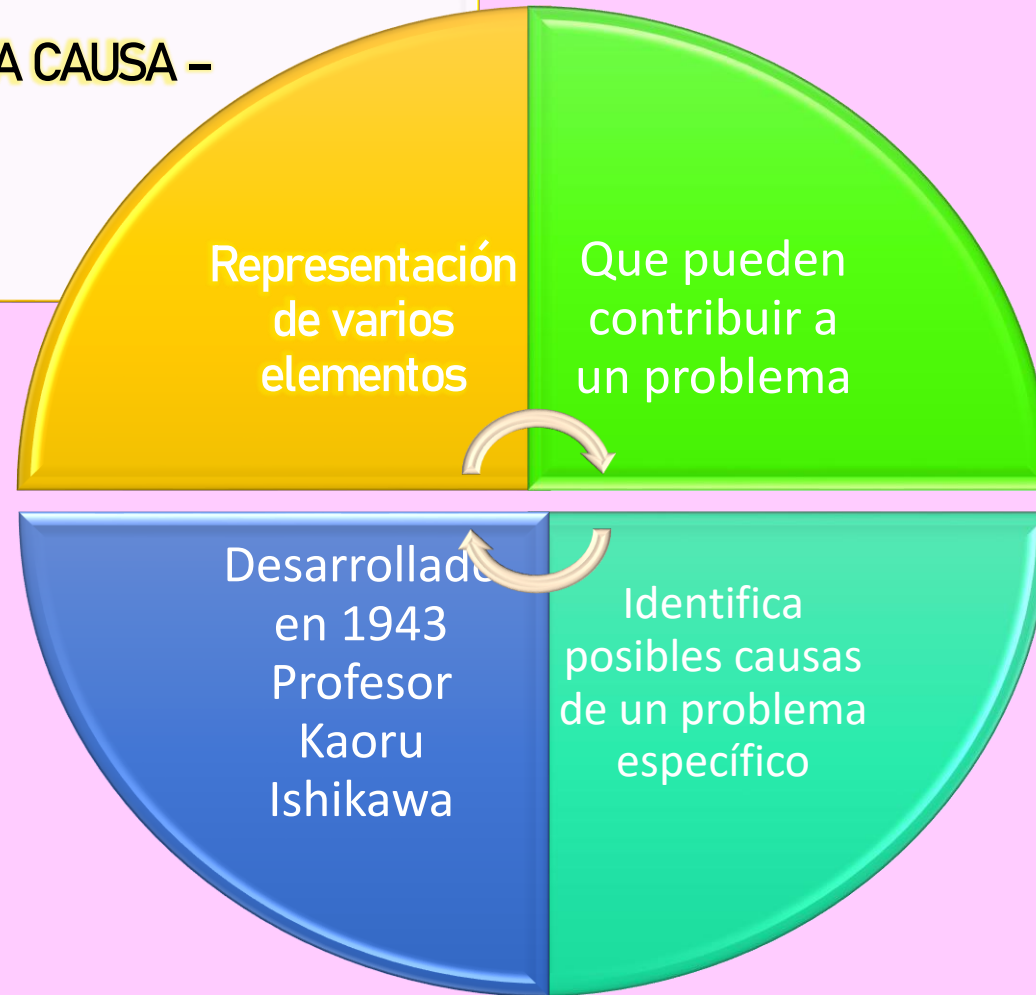 A CAUSA –
Representación
de varios
elementos
Que pueden
contribuir a
un problema
Desarrollado
en 1943
Profesor
Kaoru
Ishikawa
Identifica
posibles causas
de un problema
específico